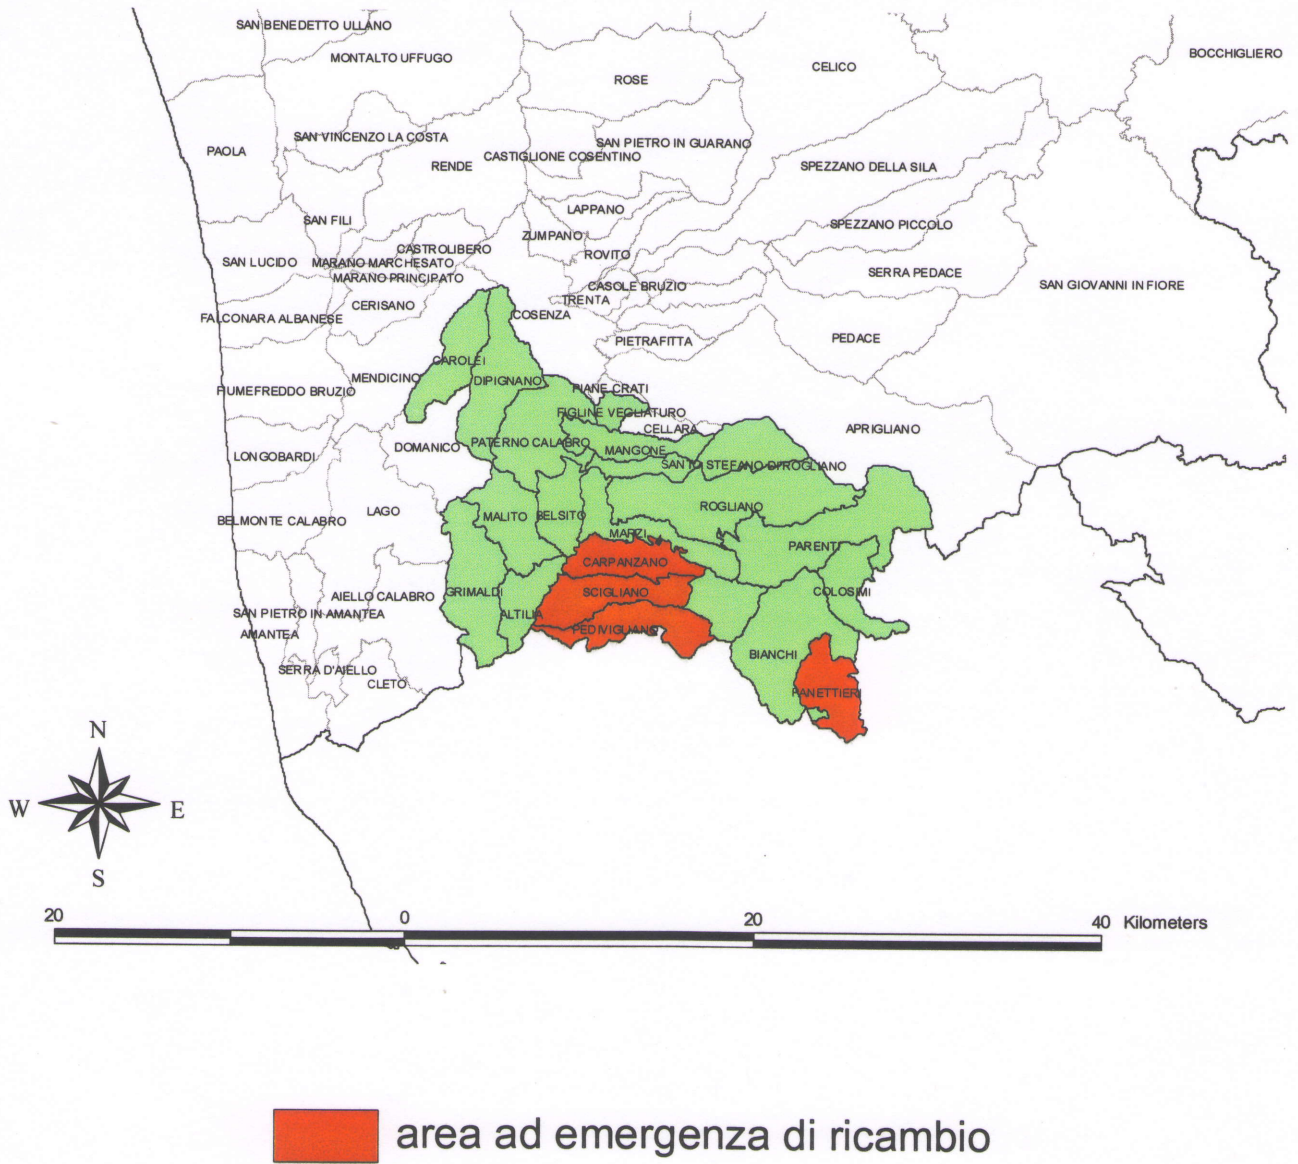 SAN BENEDETTO ULLANO
MONTALTO UFFUGO
BOCCHIGLIERO
CELICO
ROSE
SAN VINCENZO LA COSTA
SAN PIETRO IN GUARANO
PAOLA
CASTIGLIONE COSENTINO
RENDE
SPEZZANO DELLA SILA
LAPPANO
SAN FILI
SPEZZANO PICCOLO
ZUMPANO
CASTROLIBERO
ROVITO
SAN LUCIDO
MARANO MARCHESATO
SERRA PEDACE
MARANO PRINCIPATO
CASOLE BRUZIO
SAN GIOVANNI IN FIORE
TRENTA
CERISANO
COSENZA
FALCONARA ALBANESE
PIETRAFITTA
PEDACE
CAROLEI
MENDICINO
DIPIGNANO
PIANE CRATI
FIUMEFREDDO BRUZIO
FIGLINE VEGLIATURO
CELLARA
APRIGLIANO
PATERNO CALABRO
DOMANICO
MANGONE
LONGOBARDI
SANTO STEFANO DI ROGLIANO
ROGLIANO
LAGO
MALITO
BELSITO
BELMONTE CALABRO
MARZI
PARENTI
CARPANZANO
GRIMALDI
SCIGLIANO
COLOSIMI
AIELLO CALABRO
SAN PIETRO IN AMANTEA
ALTILIA
AMANTEA
PEDIVIGLIANO
BIANCHI
SERRA D'AIELLO
CLETO
PANETTIERI
N
W
E
S
20 0 20 40 Kilometers
area ad emergenza di ricambio